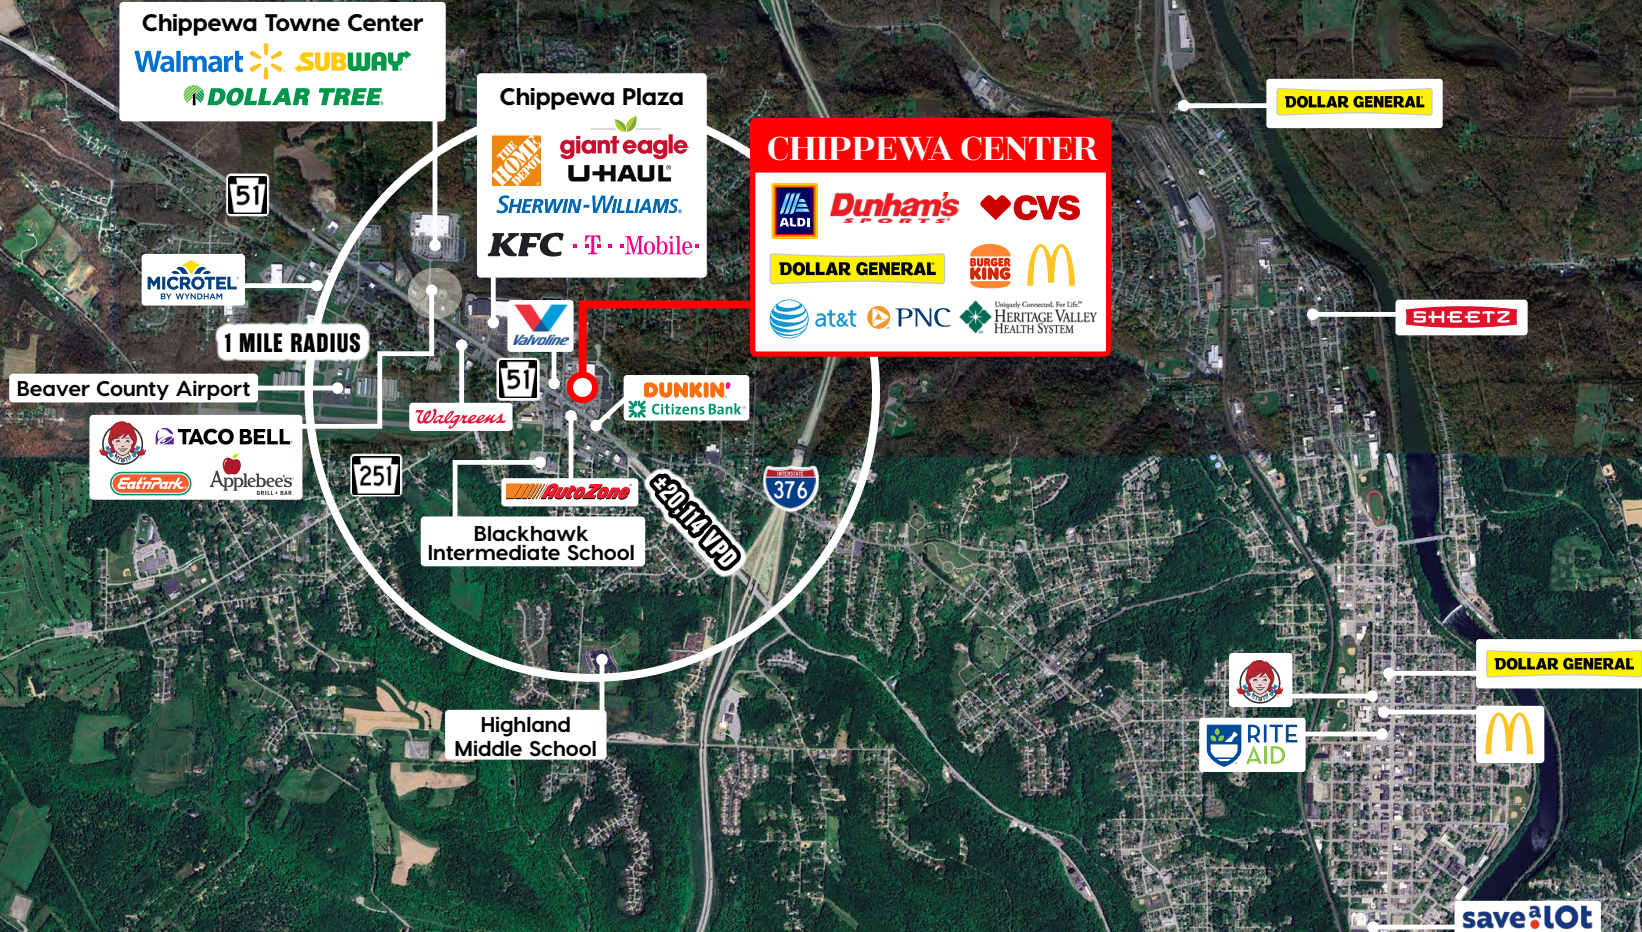 Chippewa Towne Center
Walmart SUBWAY
DOLLAR TREE
Chippewa Plaza
THE HOME DEPOT
giant eagle
U-HAUL
SHERWIN-WILLIAMS.
KFC T Mobile
CHIPPEWA CENTER
ALDI
Dunham's SPORTS
CVS
DOLLAR GENERAL
BURGER KING
at&t
PNC
Uniquely Connected. For Life.
HERITAGE VALLEY
HEALTH SYSTEM
DOLLAR GENERAL
51
MICROTEL
BY WYNDHAM
1 MILE RADIUS
Valvoline
SHEETZ
Beaver County Airport
51
DUNKIN'
Citizens Bank
Walgreens
TACO BELL
Eat'nPark
Applebee's
GRILL + BAR
251
AutoZone
±20,114 VPD
INTERSTATE
376
Blackhawk
Intermediate School
Highland
Middle School
DOLLAR GENERAL
RITE
AID
save a lot